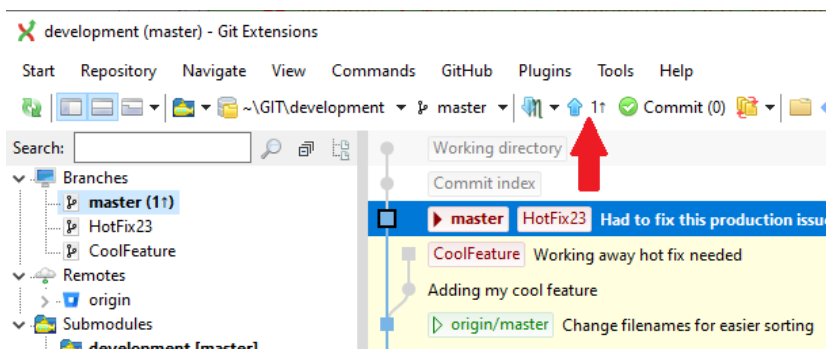 development (master) - Git Extensions
Start Repository Navigate View Commands GitHub Plugins Tools Help
~\GIT\development master 1↑ Commit (0)
Search:
Working directory
Branches
Commit index
master (1↑)
master HotFix23 Had to fix this production issu
HotFix23
CoolFeature
CoolFeature Working away hot fix needed
Remotes
Adding my cool feature
origin
Submodules
origin/master Change filenames for easier sorting
development [master]